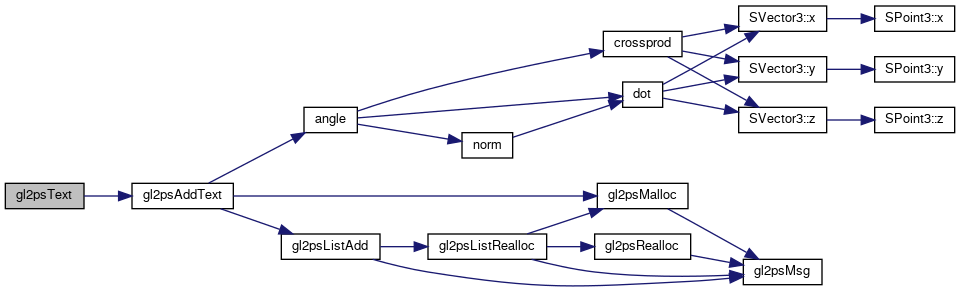 SVector3::x
SPoint3::x
crossprod
SVector3::y
SPoint3::y
dot
angle
SVector3::z
SPoint3::z
norm
gl2psText
gl2psAddText
gl2psMalloc
gl2psListAdd
gl2psListRealloc
gl2psRealloc
gl2psMsg